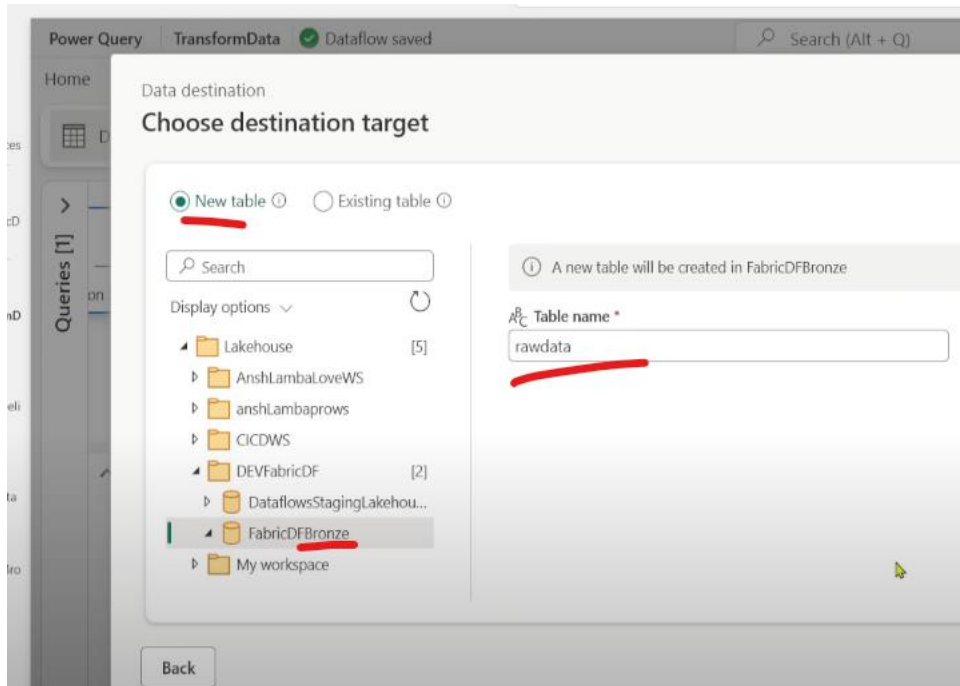 Power Query TransformData Dataflow saved Search (Alt + Q)
Home
Data destination
Choose destination target
New table Existing table
Search
Display options
Queries [1]
Lakehouse [5]
AnshLambaLoveWS
anshLambaprows
CICDWS
DEVFabricDF [2]
DataflowsStagingLakehou...
FabricDFBronze
My workspace
A new table will be created in FabricDFBronze
ABC Table name *
rawdata
Back